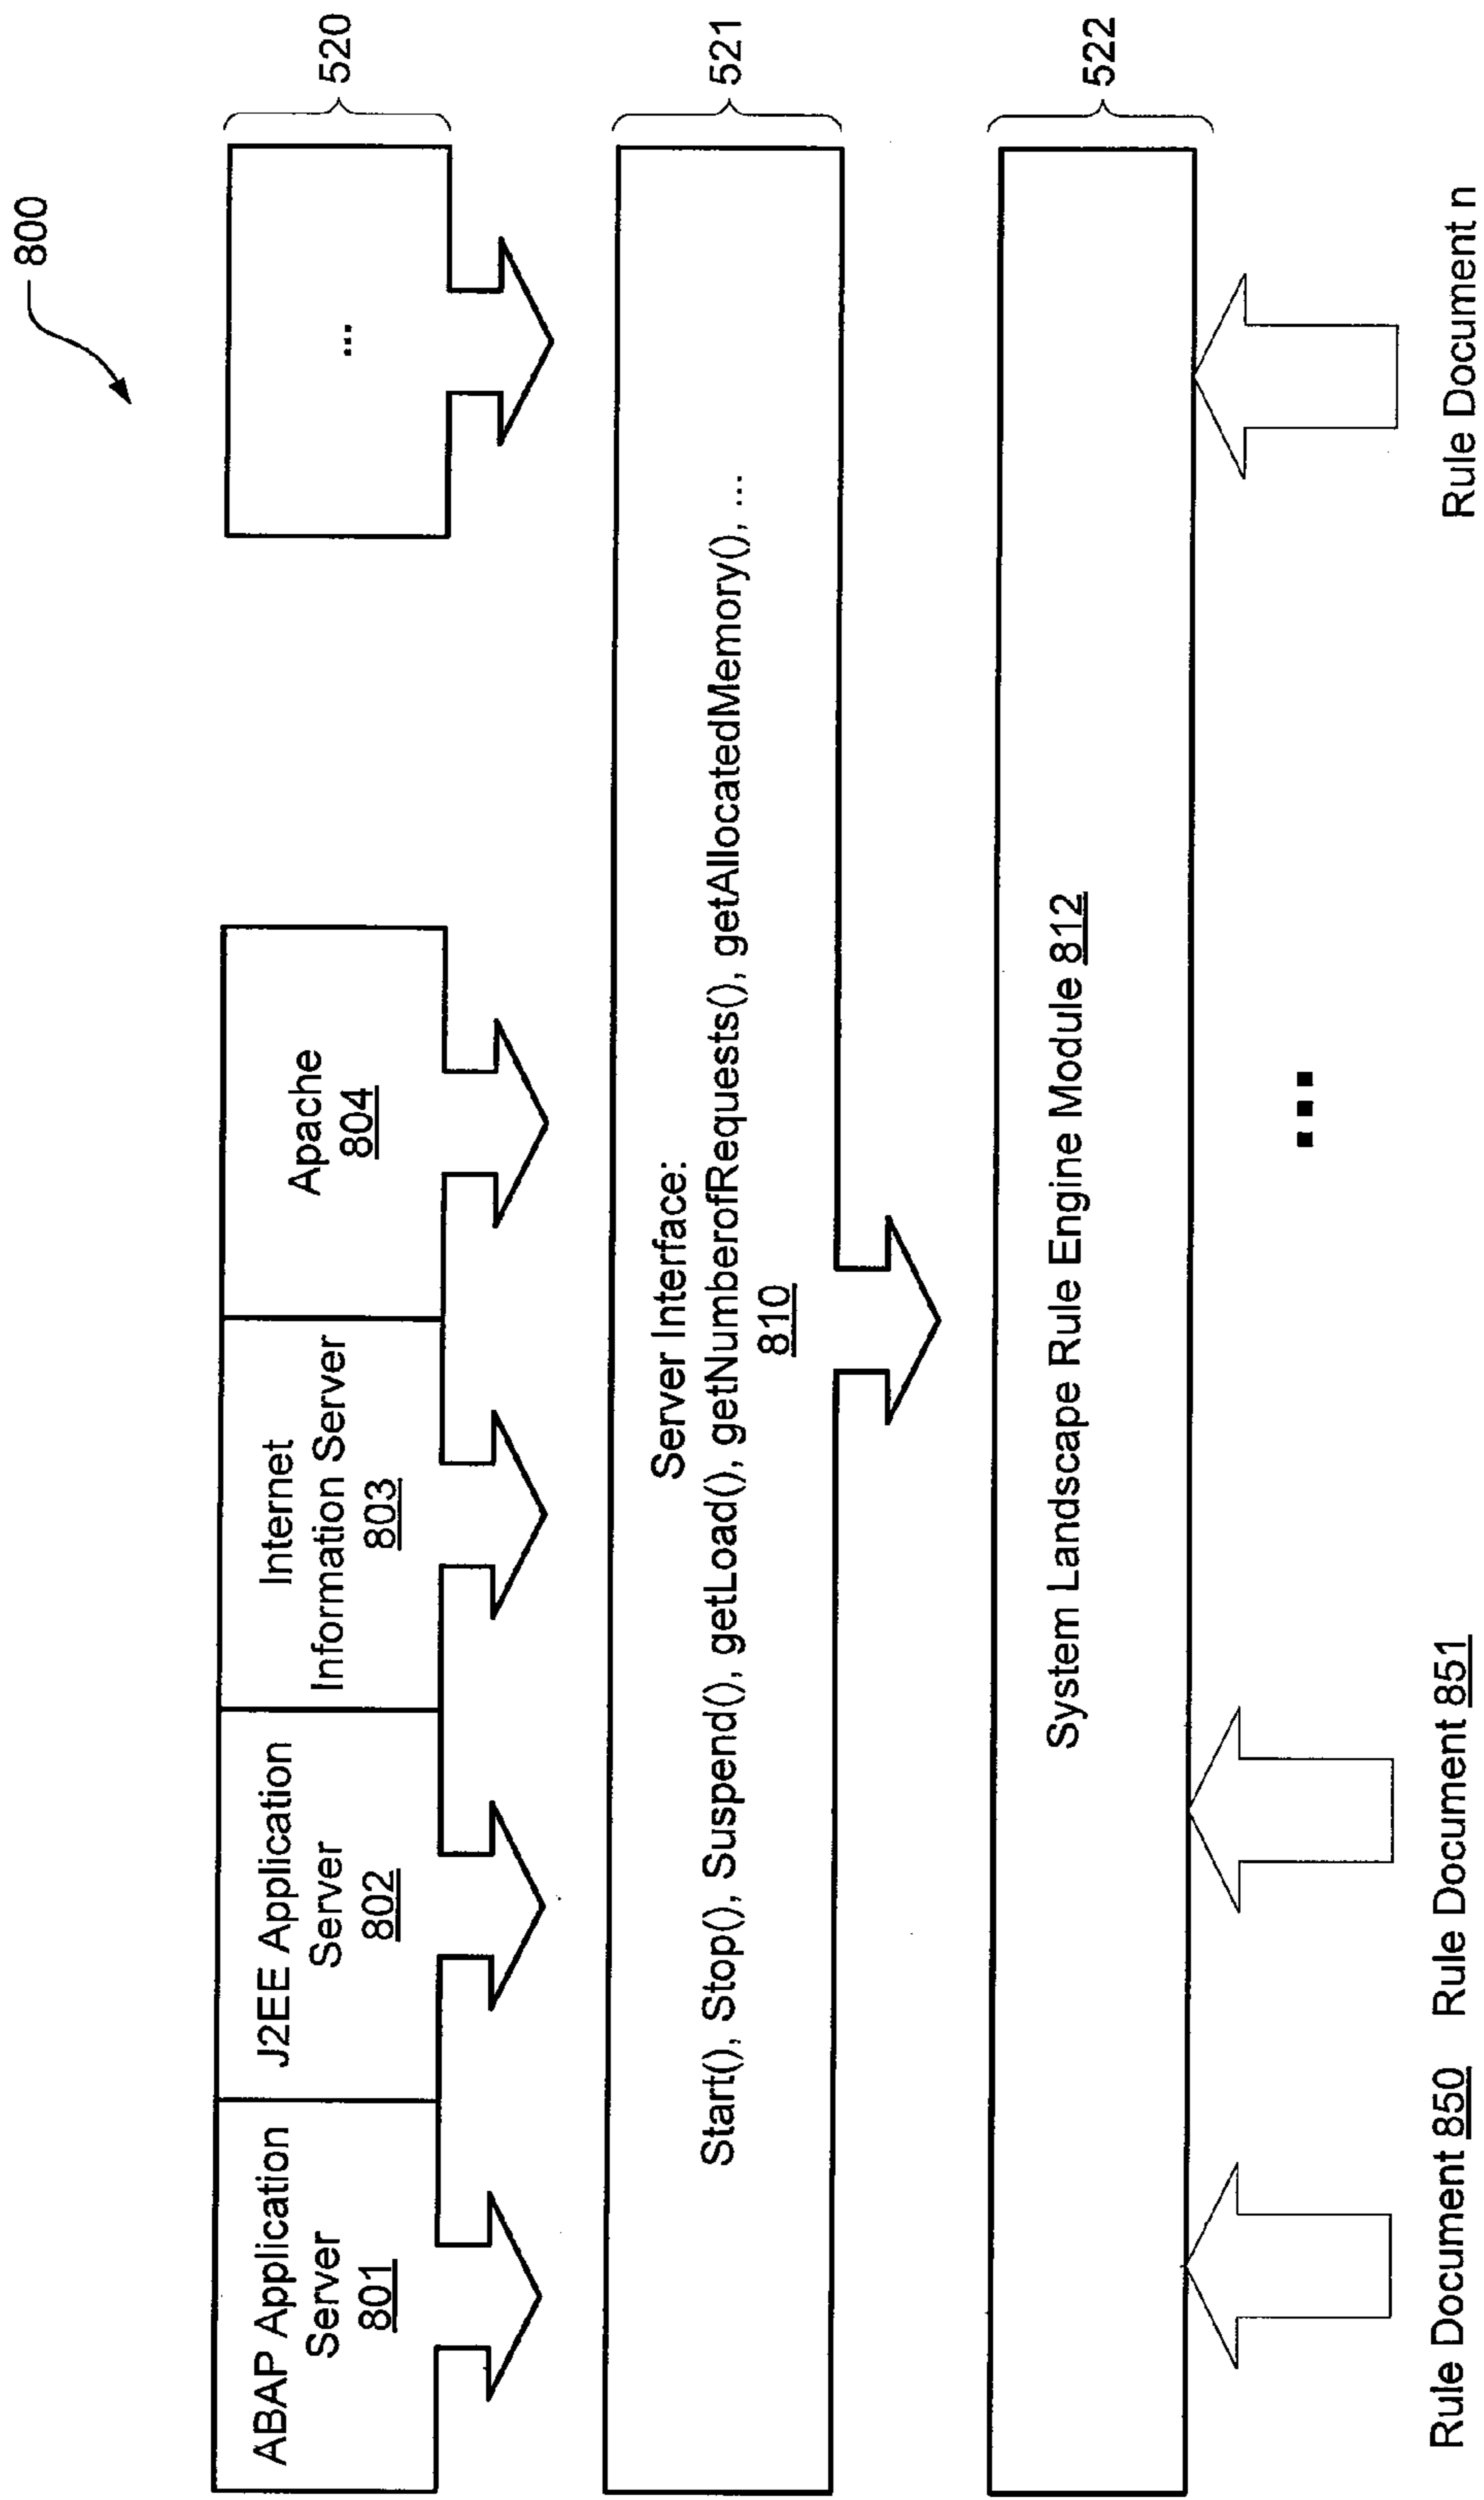 800
ABAP Application
Server
801
J2EE Application
Server
802
Internet
Information Server
803
Apache
804
...
520
Server Interface:
Start(), Stop(), Suspend(), getLoad(), getNumberofRequests(), getAllocatedMemory(), ...
810
521
System Landscape Rule Engine Module 812
522
...
Rule Document 850
Rule Document 851
Rule Document n